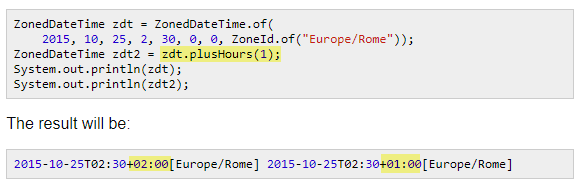 ZonedDateTime zdt = ZonedDateTime.of(
    2015, 10, 25, 2, 30, 0, 0, ZoneId.of("Europe/Rome"));
ZonedDateTime zdt2 = zdt.plusHours(1);
System.out.println(zdt);
System.out.println(zdt2);
The result will be:
2015-10-25T02:30+02:00[Europe/Rome] 2015-10-25T02:30+01:00[Europe/Rome]